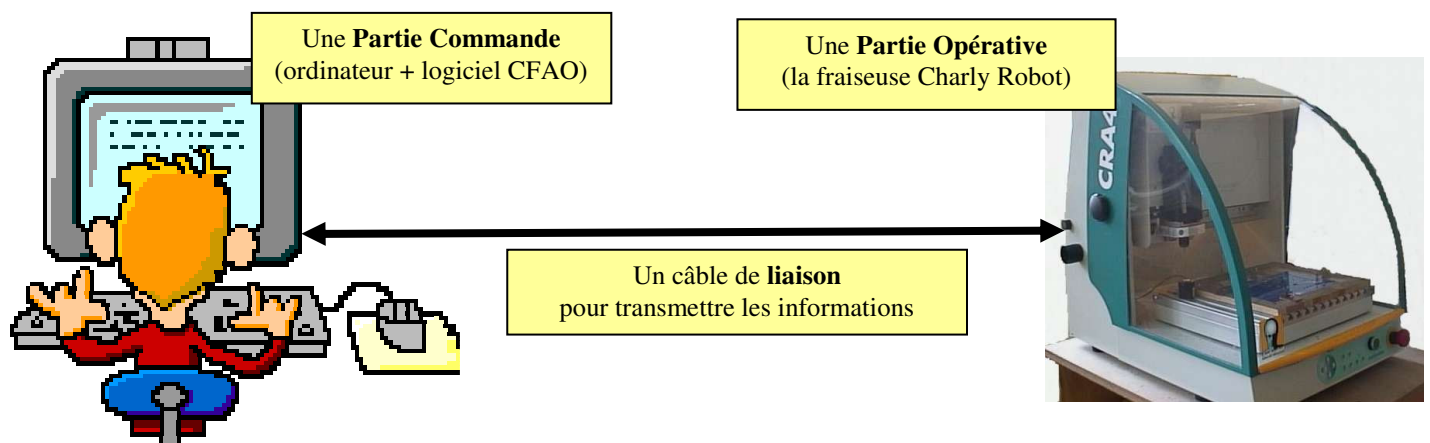 Une Partie Commande
(ordinateur + logiciel CFAO)
Une Partie Opérative
(la fraiseuse Charly Robot)
CRA4
Un câble de liaison
pour transmettre les informations